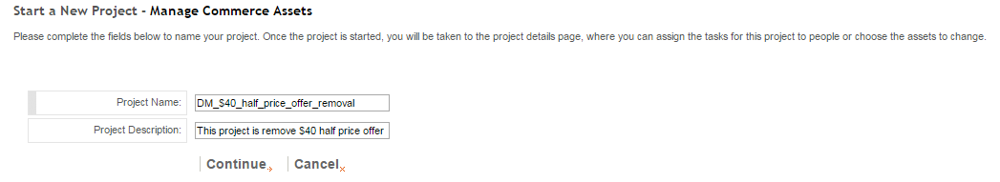 Start a New Project - Manage Commerce Assets
Please complete the fields below to name your project. Once the project is started, you will be taken to the project details page, where you can assign the tasks for this project to people or choose the assets to change.
Project Name: DM_$40_half_price_offer_removal
Project Description: This project is remove $40 half price offer
Continue Cancel